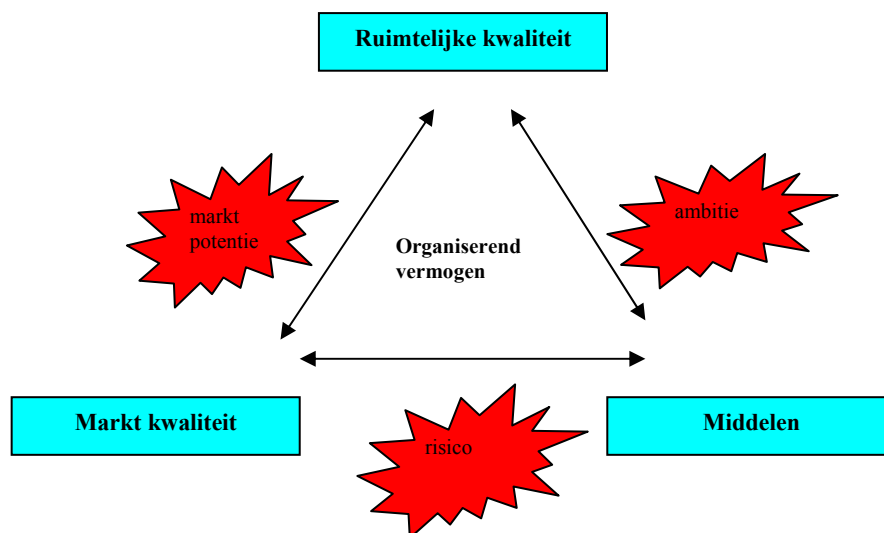 Ruimtelijke kwaliteit
markt
potentie
ambitie
Organiserend
vermogen
Markt kwaliteit
risico
Middelen